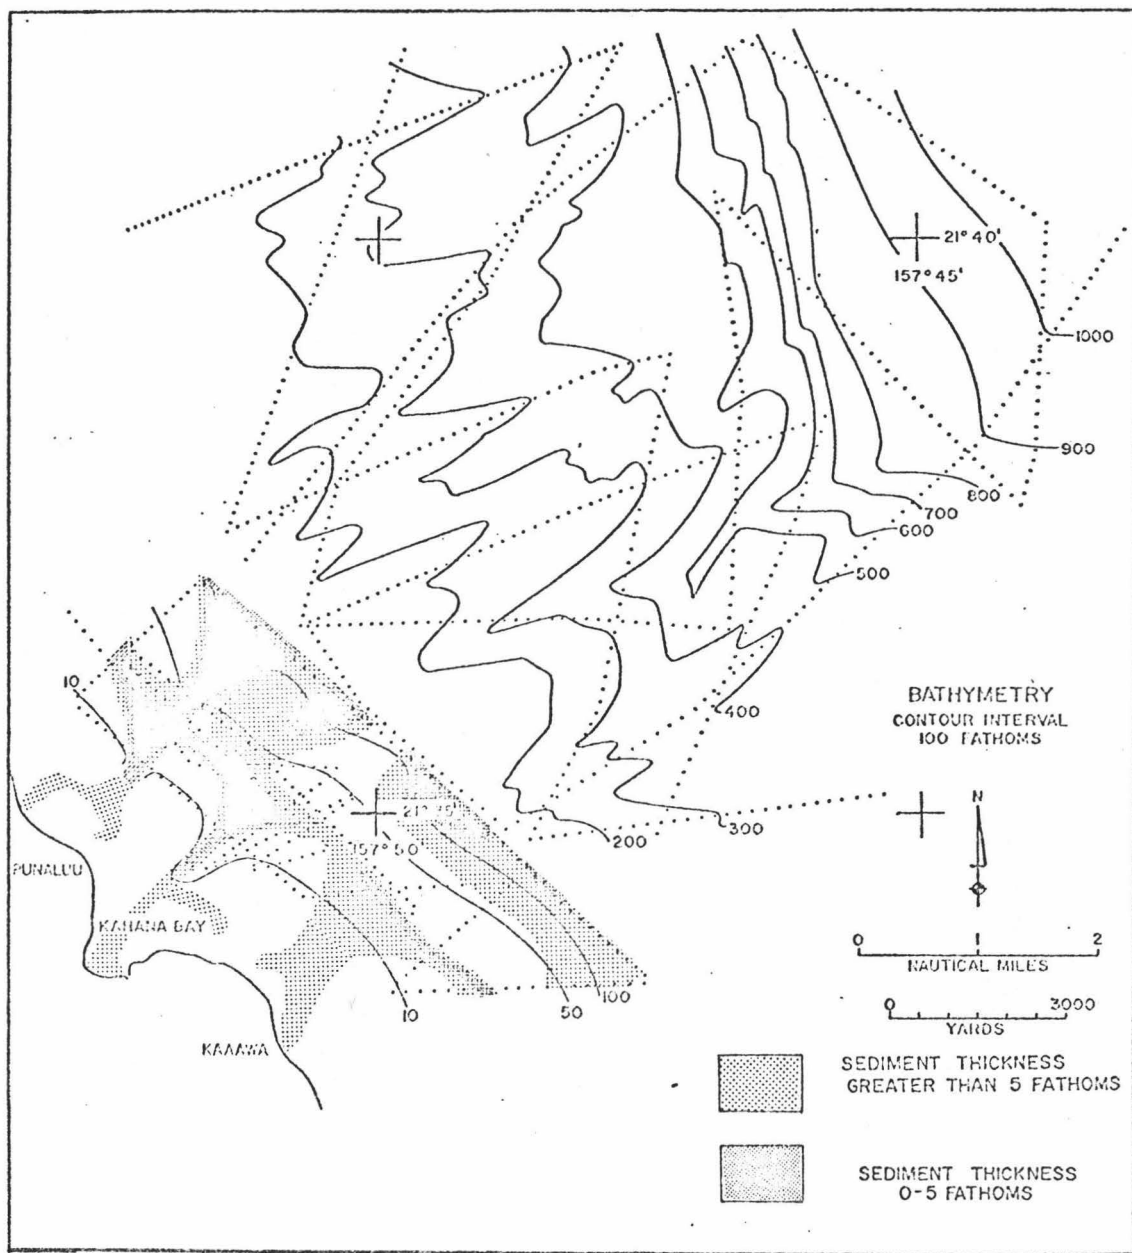 21° 40'
157° 45'
1000
900
800
700
600
500
10
400
BATHYMETRY
CONTOUR INTERVAL
100 FATHOMS
N
21°
200
300
157° 50'
PUNALU'U
KAHANA BAY
0 1 2
NAUTICAL MILES
10
50
100
0 3000
YARDS
KAAAWA
SEDIMENT THICKNESS
GREATER THAN 5 FATHOMS
SEDIMENT THICKNESS
0-5 FATHOMS